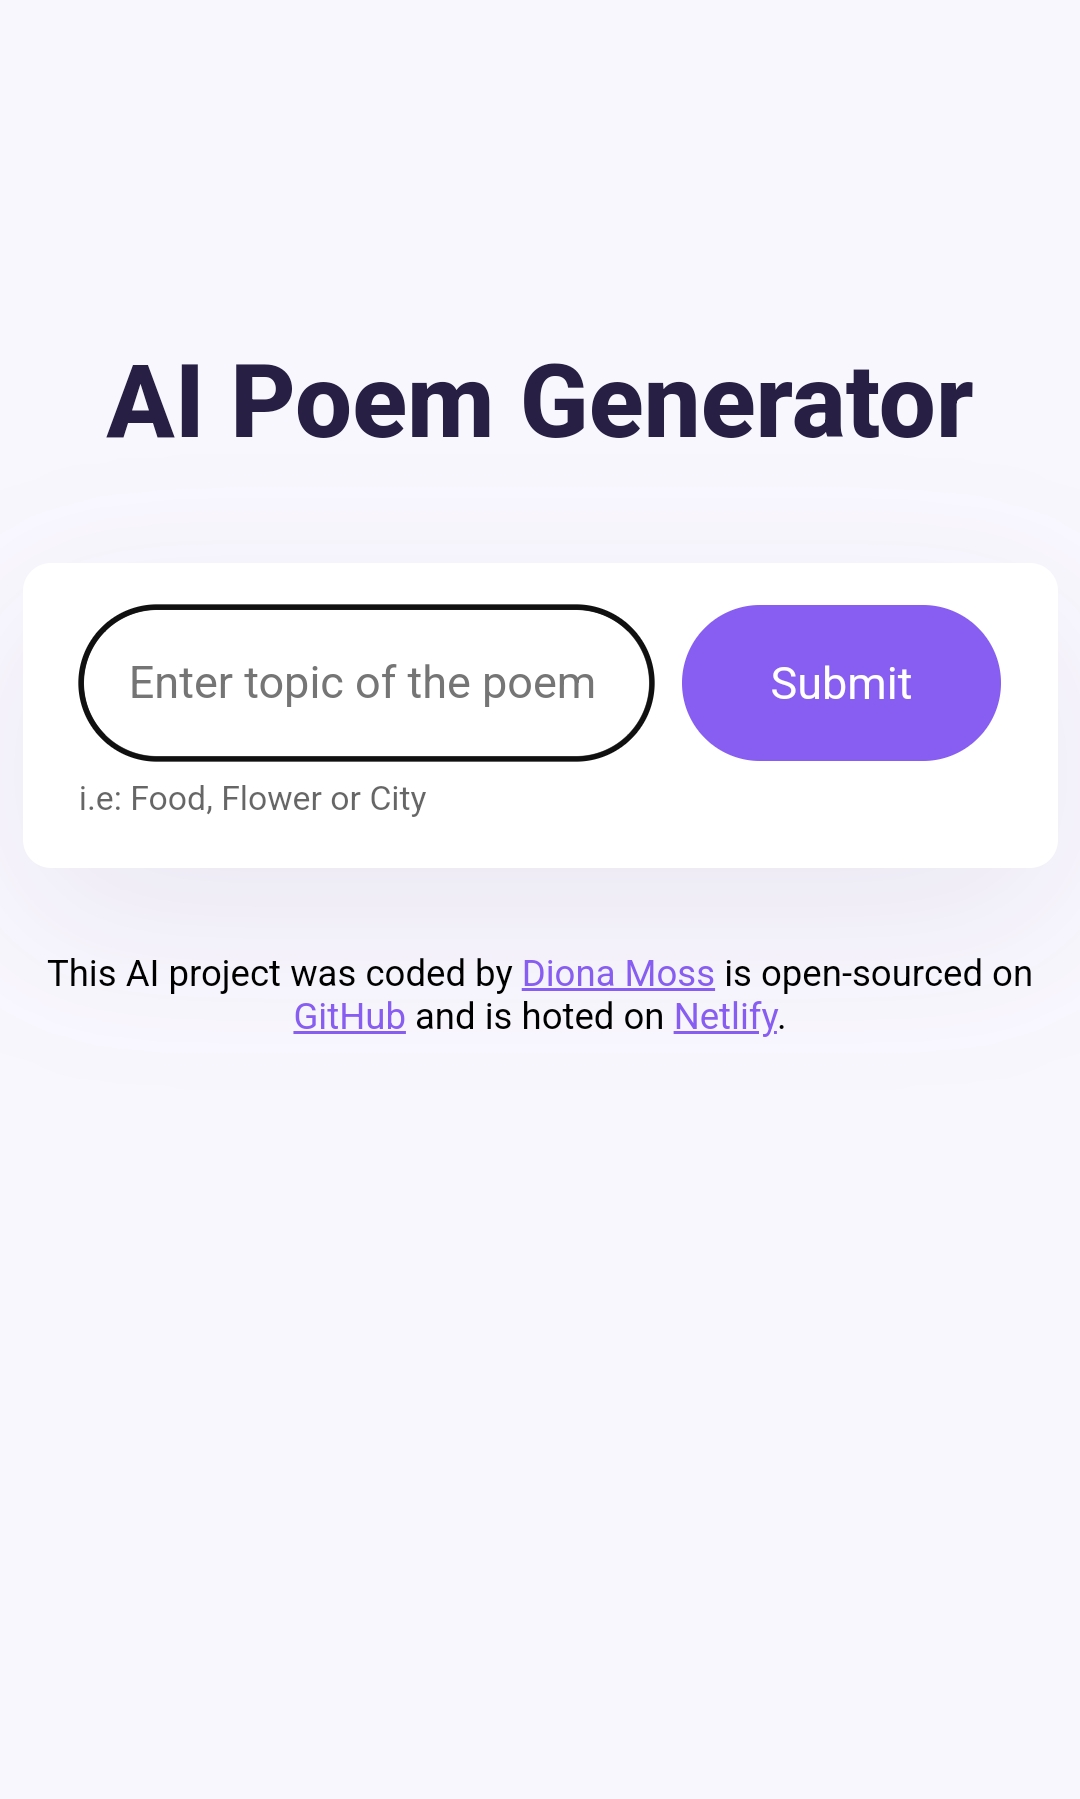 AI Poem Generator
Enter topic of the poem
Submit
i.e: Food, Flower or City
This AI project was coded by Diona Moss is open-sourced on
GitHub and is hoted on Netlify.